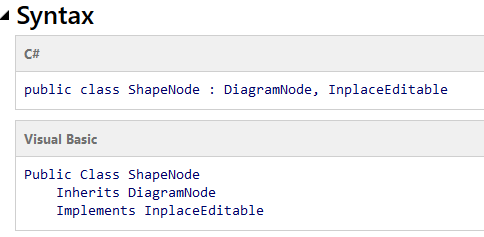 Syntax
C#
public class ShapeNode : DiagramNode, InplaceEditable
Visual Basic
Public Class ShapeNode
    Inherits DiagramNode
    Implements InplaceEditable